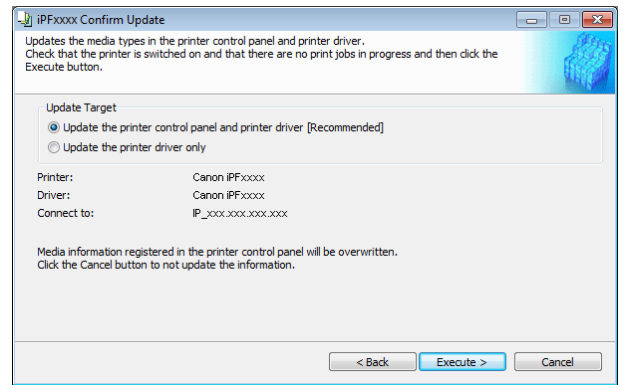 iPFxxxx Confirm Update
Updates the media types in the printer control panel and printer driver.
Check that the printer is switched on and that there are no print jobs in progress and then click the
Execute button.
Update Target
Update the printer control panel and printer driver [Recommended]
Update the printer driver only
Printer: Canon iPFxxxx
Driver: Canon iPFxxxx
Connect to: IP_xxx.xxx.xxx.xxx
Media information registered in the printer control panel will be overwritten.
Click the Cancel button to not update the information.
< Back Execute > Cancel